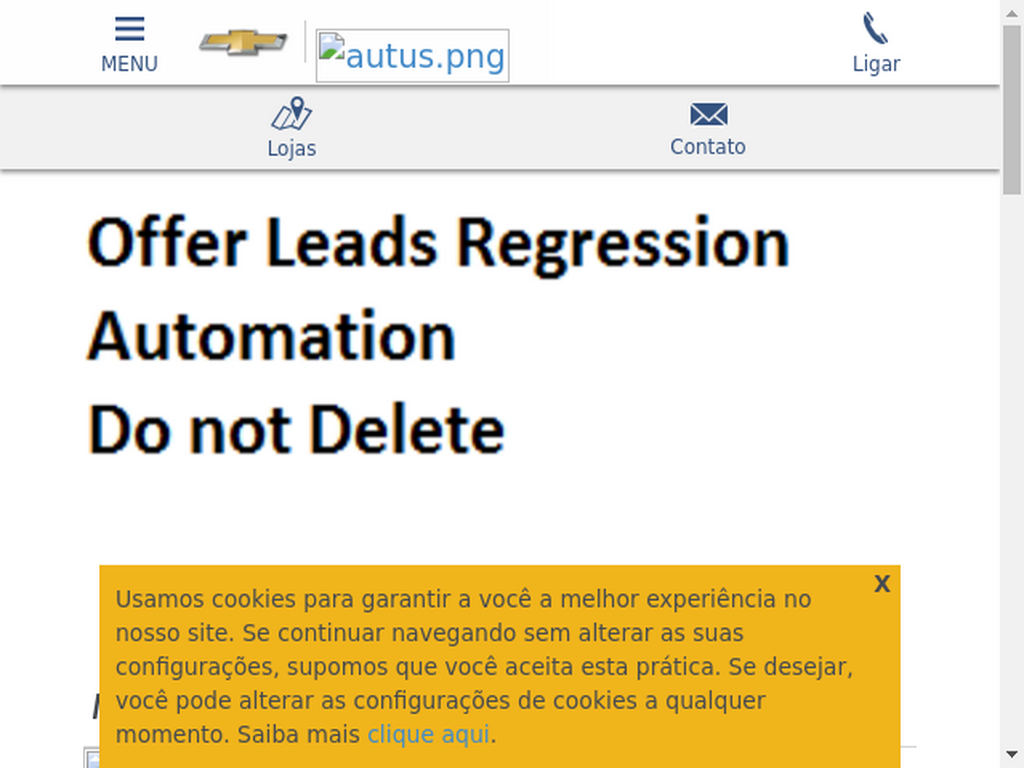 MENU
autus.png
Ligar
Lojas
Contato
Offer Leads Regression
Automation
Do not Delete
X
Usamos cookies para garantir a você a melhor experiência no
nosso site. Se continuar navegando sem alterar as suas
configurações, supomos que você aceita esta prática. Se desejar,
você pode alterar as configurações de cookies a qualquer
momento. Saiba mais clique aqui.